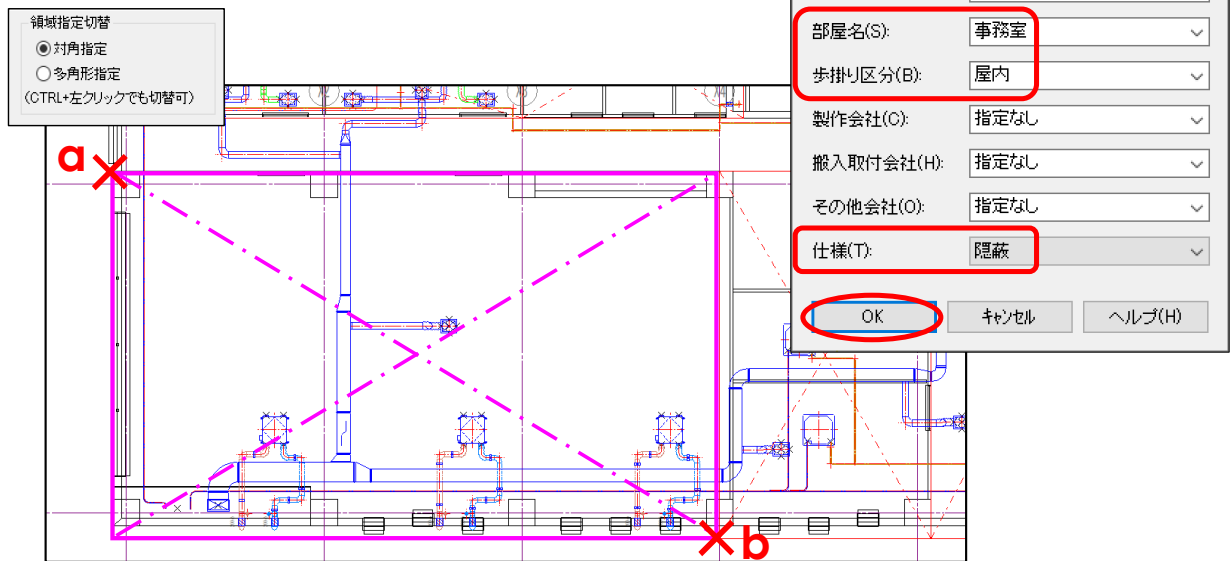 領域指定切替
対角指定
多角形指定
(CTRL+左クリックでも切替可)
部屋名(S): 事務室
歩掛り区分(B): 屋内
製作会社(C): 指定なし
搬入取付会社(H): 指定なし
その他会社(O): 指定なし
仕様(T): 隠蔽
OK キャンセル ヘルプ(H)
a
b